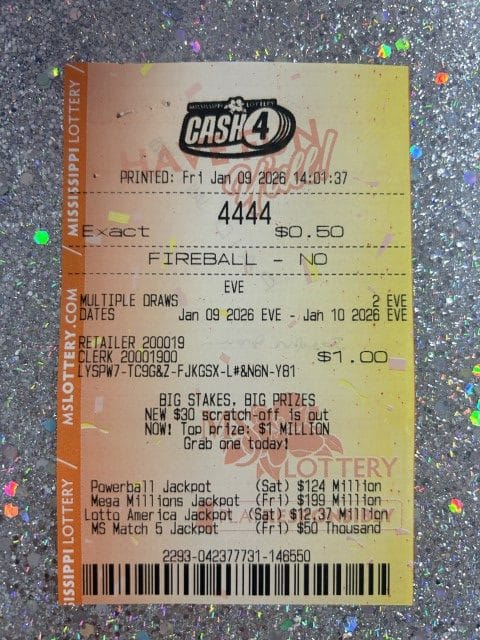 MISSISSIPPI LOTTERY
CASH 4
PRINTED: Fri Jan 09 2026 14:01:37
4444
Exact $0.50
FIREBALL - NO
EVE
MULTIPLE DRAWS 2 EVE
DATES Jan 09 2026 EVE - Jan 10 2026 EVE
RETAILER 200019
CLERK 20001900 $1.00
LYSPW7-TC9G&Z-FJKGSX-L#&N6N-Y81
BIG STAKES, BIG PRIZES
NEW $30 scratch-off is out
NOW! Top prize: $1 MILLION
Grab one today!
LOTTERY
Powerball Jackpot (Sat) $124 Million
Mega Millions Jackpot (Fri) $199 Million
Lotto America Jackpot (Sat) $12.37 Million
MS Match 5 Jackpot (Fri) $50 Thousand
2293-042377731-146550
MISSISSIPPI LOTTERY /
MSLOTTERY.COM /
ISSIPPI LOTTERY /